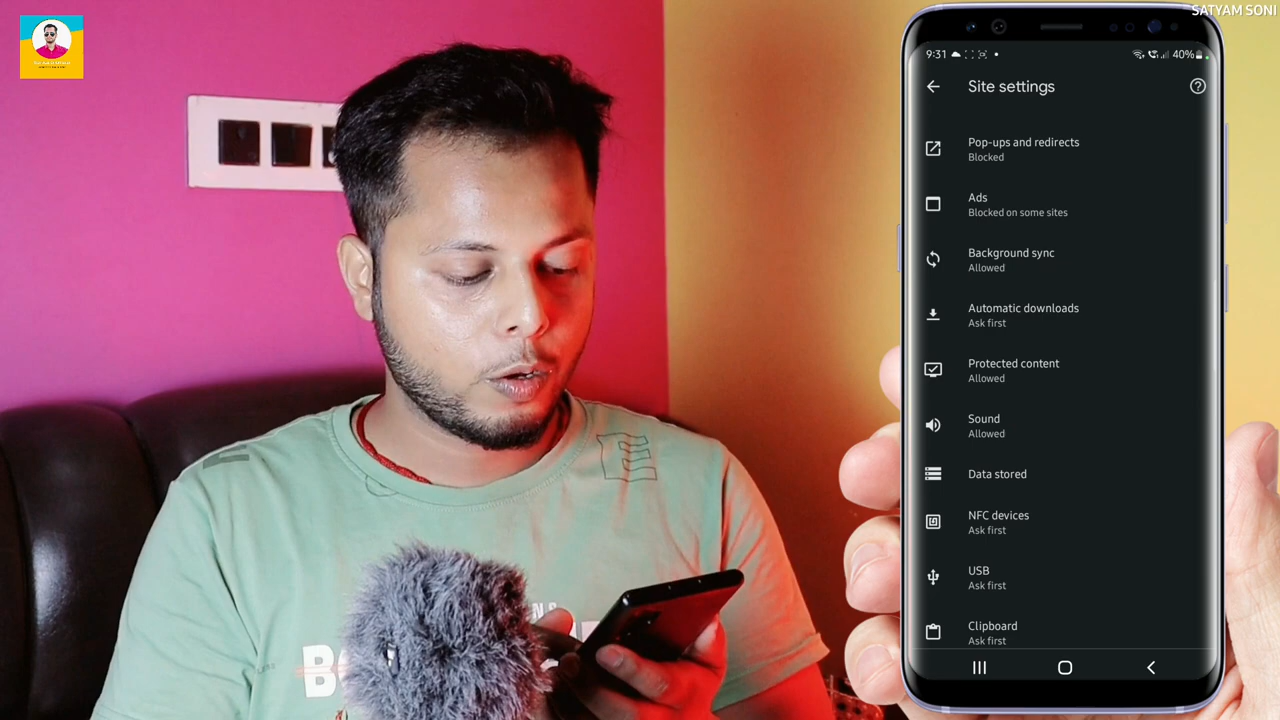 SATYAM SONI
9:31
40%
Site settings
Pop-ups and redirects
Blocked
Ads
Blocked on some sites
Background sync
Allowed
Automatic downloads
Ask first
Protected content
Allowed
Sound
Allowed
Data stored
NFC devices
Ask first
USB
Ask first
Clipboard
Ask first
E